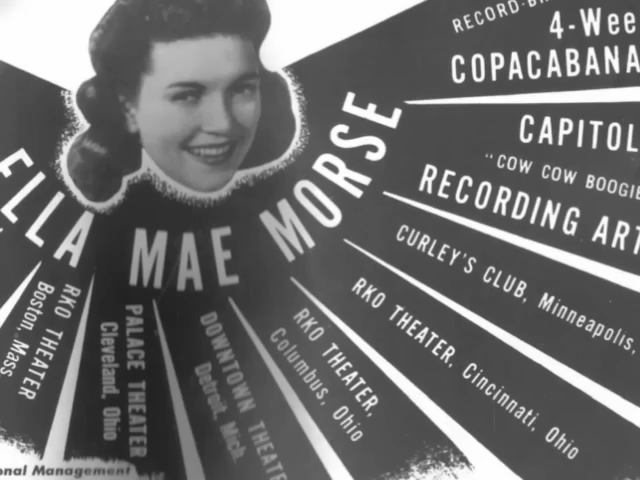 4-Wee
COPACABANA
CAPITOL
"COW COW BOOGIE
RECORDING ART
ELLA MAE MORSE
CURLEY'S CLUB, Minneapolis,
RKO THEATER, Cincinnati, Ohio
RKO THEATER,
Columbus, Ohio
DOWNTOWN THEATE
Detroit, Mich.
PALACE THEATER
Cleveland, Ohio
RKO THEATER
Boston, Mass
onal Management